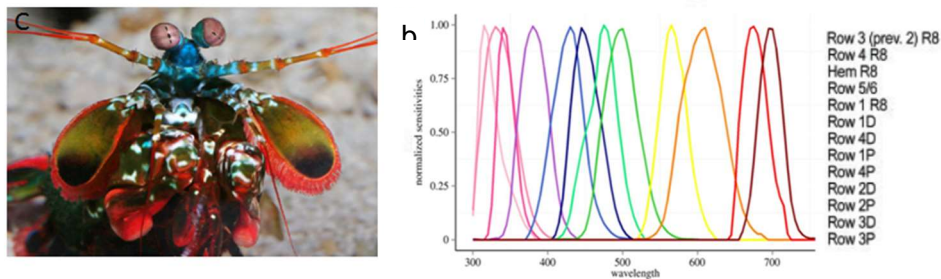 C
b
1.00
0.75
0.50
0.25
0
normalized sensitivities
300 400 500 600 700
wavelength
Row 3 (prev. 2) R8
Row 4 R8
Hem R8
Row 5/6
Row 1 R8
Row 1D
Row 4D
Row 1P
Row 4P
Row 2D
Row 2P
Row 3D
Row 3P